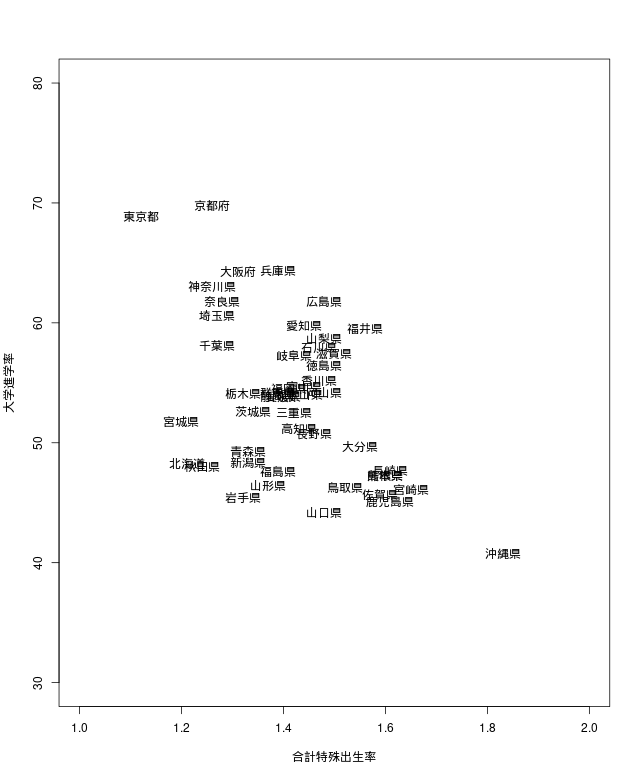 80
70
60
50
40
30
大学進学率
京都府
東京都
大阪府
兵庫県
神奈川県
奈良県
広島県
埼玉県
愛知県
福井県
山梨県
千葉県
石川県
滋賀県
岐阜県
徳島県
香川県
栃木県
茨城県
三重県
宮城県
高知県
長野県
大分県
青森県
新潟県
北海道
秋田県
福島県
長崎県
山形県
鳥取県
宮崎県
佐賀県
岩手県
鹿児島県
山口県
沖縄県
1.0
1.2
1.4
1.6
1.8
2.0
合計特殊出生率